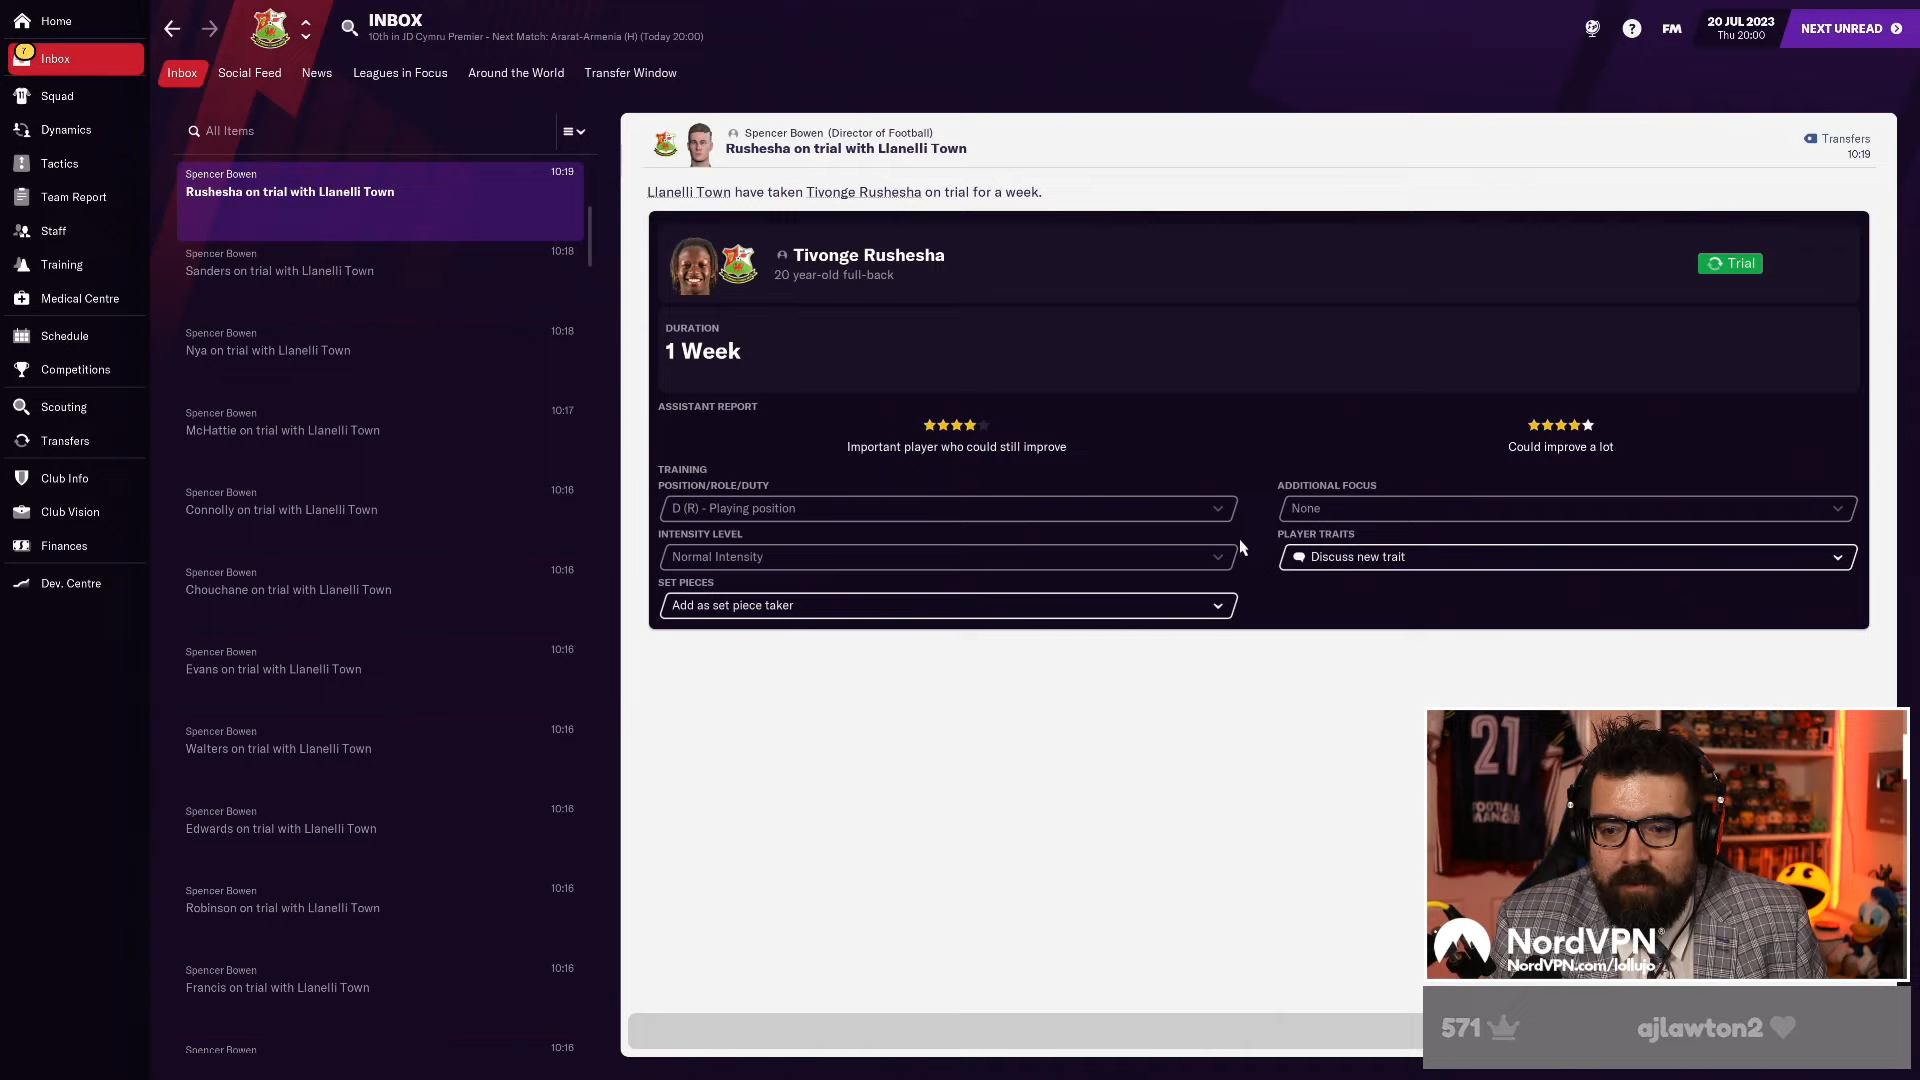 Home
7
Inbox
Squad
Dynamics
Tactics
Team Report
Staff
Training
Medical Centre
Schedule
Competitions
Scouting
Transfers
Club Info
Club Vision
Finances
Dev. Centre
INBOX
10th in JD Cymru Premier - Next Match: Ararat-Armenia (H) (Today 20:00)
FM
20 JUL 2023
Thu 20:00
NEXT UNREAD
Inbox
Social Feed
News
Leagues in Focus
Around the World
Transfer Window
All Items
Spencer Bowen 10:19
Rushesha on trial with Llanelli Town
Spencer Bowen 10:18
Sanders on trial with Llanelli Town
Spencer Bowen 10:18
Nya on trial with Llanelli Town
Spencer Bowen 10:17
McHattie on trial with Llanelli Town
Spencer Bowen 10:16
Connolly on trial with Llanelli Town
Spencer Bowen 10:16
Chouchane on trial with Llanelli Town
Spencer Bowen 10:16
Evans on trial with Llanelli Town
Spencer Bowen 10:16
Walters on trial with Llanelli Town
Spencer Bowen 10:16
Edwards on trial with Llanelli Town
Spencer Bowen 10:16
Robinson on trial with Llanelli Town
Spencer Bowen 10:16
Francis on trial with Llanelli Town
Spencer Bowen 10:16
Spencer Bowen (Director of Football)
Rushesha on trial with Llanelli Town
Transfers
10:19
Llanelli Town have taken Tivonge Rushesha on trial for a week.
Tivonge Rushesha
20 year-old full-back
Trial
DURATION
1 Week
ASSISTANT REPORT
Important player who could still improve
Could improve a lot
TRAINING
POSITION/ROLE/DUTY
D (R) - Playing position
ADDITIONAL FOCUS
None
INTENSITY LEVEL
Normal Intensity
PLAYER TRAITS
Discuss new trait
SET PIECES
Add as set piece taker
21
FOOTBALL
MANAGER
NordVPN®
NordVPN.com/lollujo
571
ajlawton2